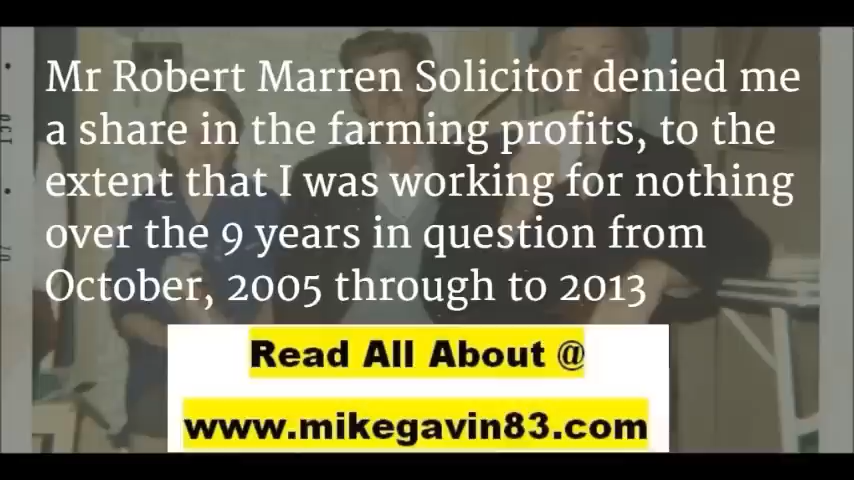 Mr Robert Marren Solicitor denied me
a share in the farming profits, to the
extent that I was working for nothing
over the 9 years in question from
October, 2005 through to 2013
Read All About @
www.mikegavin83.com